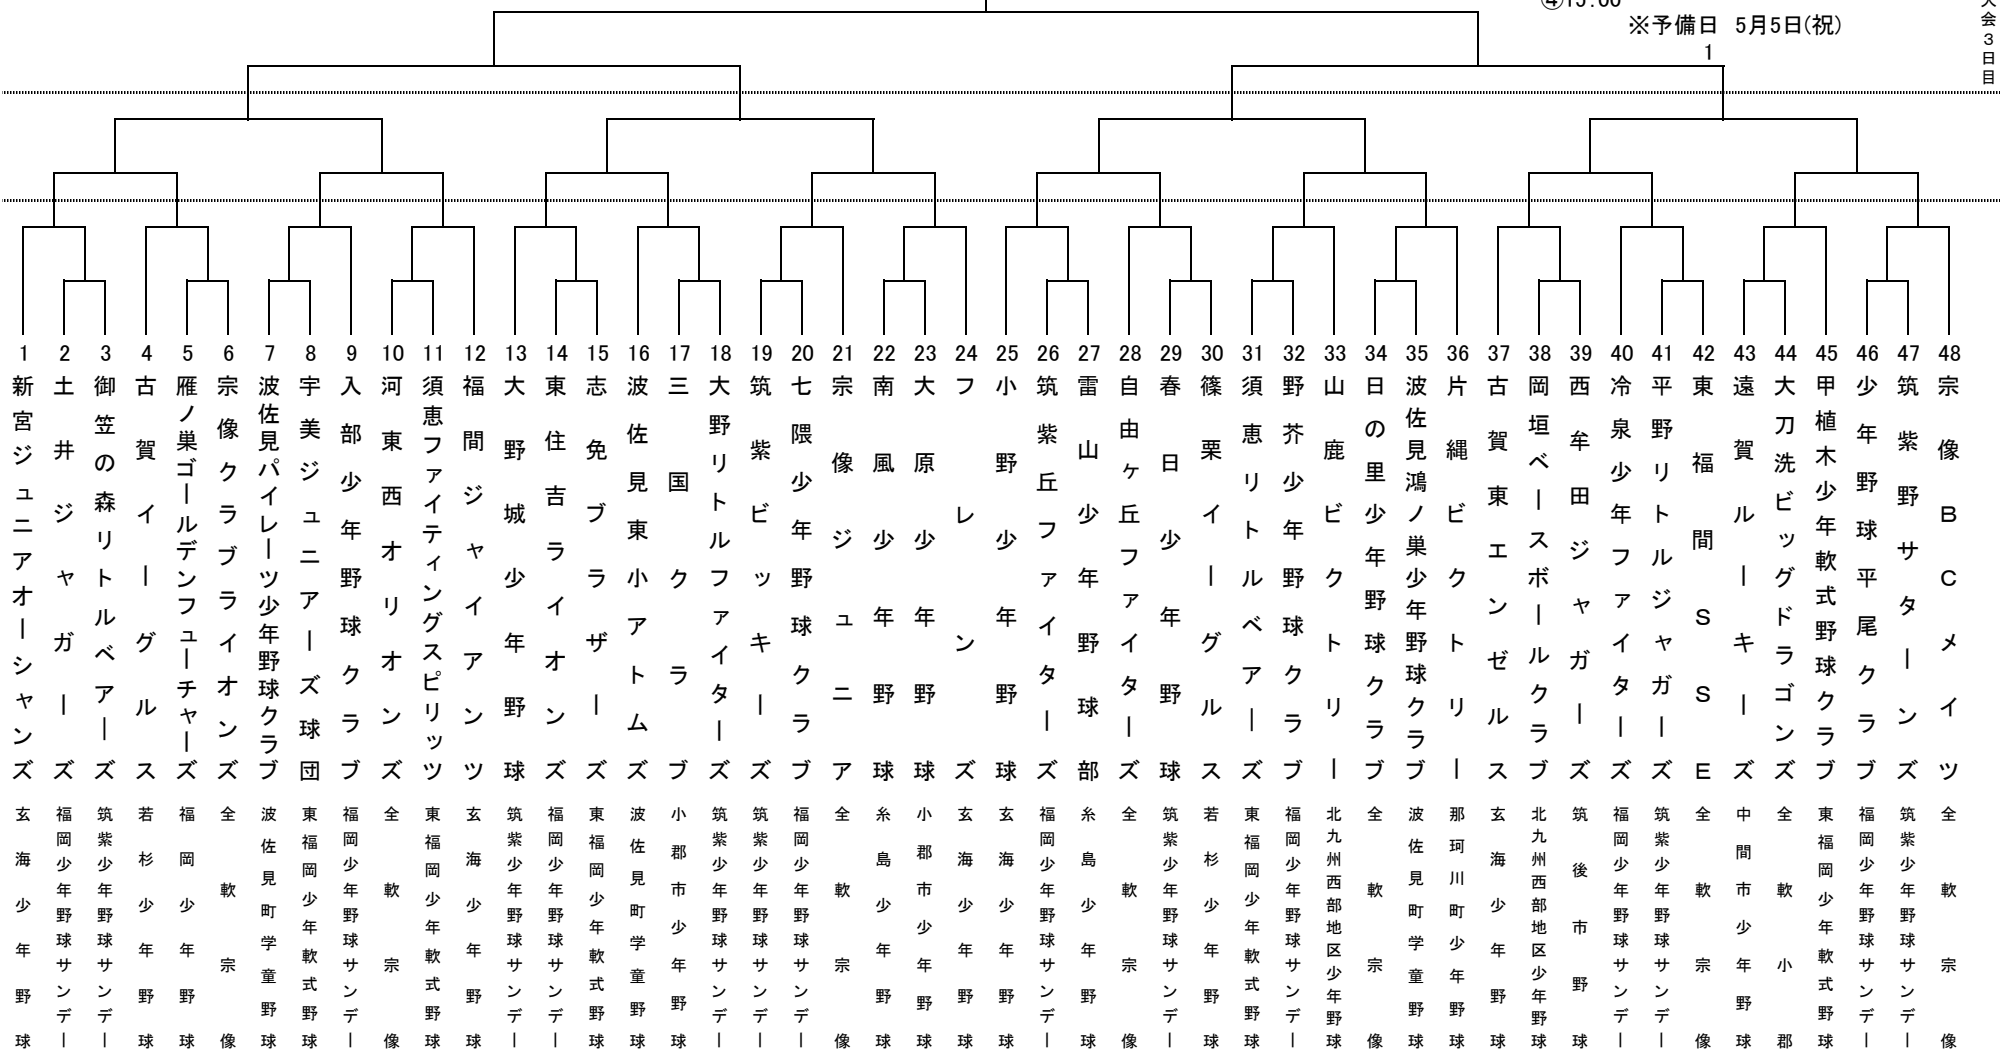 ※予備日 5月5日(祝)
1
会3日目
1 新宮ジュニアオーシャンズ 玄海少年野球
2 土井ジャガーズ 福岡少年野球サンデー
3 御笠の森リトルベアーズ 筑紫少年野球サンデー
4 古賀イーグルス 若杉少年野球
5 雁ノ巣ゴールデンフューチャーズ 福岡少年野球
6 宗像クラブライオンズ 全軟宗像
7 波佐見パイレーツ少年野球クラブ 波佐見町学童野球
8 宇美ジュニアーズ球団 東福岡少年軟式野球
9 入部少年野球クラブ 福岡少年野球サンデー
10 河東西オリオンズ 全軟宗像
11 須恵ファイティングスピリッツ 東福岡少年軟式野球
12 福間ジャイアンツ 玄海少年野球
13 大野城少年野球 筑紫少年野球サンデー
14 東住吉ライオンズ 福岡少年野球サンデー
15 志免ブラザーズ 東福岡少年軟式野球
16 波佐見東小アトムズ 波佐見町学童野球
17 三国クラブ 小郡市少年野球
18 大野リトルファイターズ 筑紫少年野球サンデー
19 筑紫ビッキーズ 筑紫少年野球サンデー
20 七隈少年野球クラブ 福岡少年野球サンデー
21 宗像ジュニア 全軟宗像
22 南風少年野球 糸島少年野球
23 大原少年野球 小郡市少年野球
24 フレンズ 玄海少年野球
25 小野少年野球 玄海少年野球
26 筑紫丘ファイターズ 福岡少年野球サンデー
27 雷山少年野球部 糸島少年野球
28 自由ヶ丘ファイターズ 全軟宗像
29 春日少年野球 筑紫少年野球サンデー
30 篠栗イーグルス 若杉少年野球
31 須恵リトルベアーズ 東福岡少年軟式野球
32 野芥少年野球クラブ 福岡少年野球サンデー
33 山鹿ビクトリー 北九州西部地区少年野球
34 日の里少年野球クラブ 全軟宗像
35 波佐見鴻ノ巣少年野球クラブ 波佐見町学童野球
36 片縄ビクトリー 那珂川町少年野球
37 古賀東エンゼルス 玄海少年野球
38 岡垣ベースボールクラブ 北九州西部地区少年野球
39 西牟田ジャガーズ 筑後市野球
40 冷泉少年ファイターズ 福岡少年野球サンデー
41 平野リトルジャガーズ 筑紫少年野球サンデー
42 東福間SSE 全軟宗像
43 遠賀ルーキーズ 中間市少年野球
44 大刀洗ビッグドラゴンズ 全軟小郡
45 甲植木少年軟式野球クラブ 東福岡少年軟式野球
46 少年野球平尾クラブ 福岡少年野球サンデー
47 筑紫野サターンズ 筑紫少年野球サンデー
48 宗像BCメイツ 全軟宗像